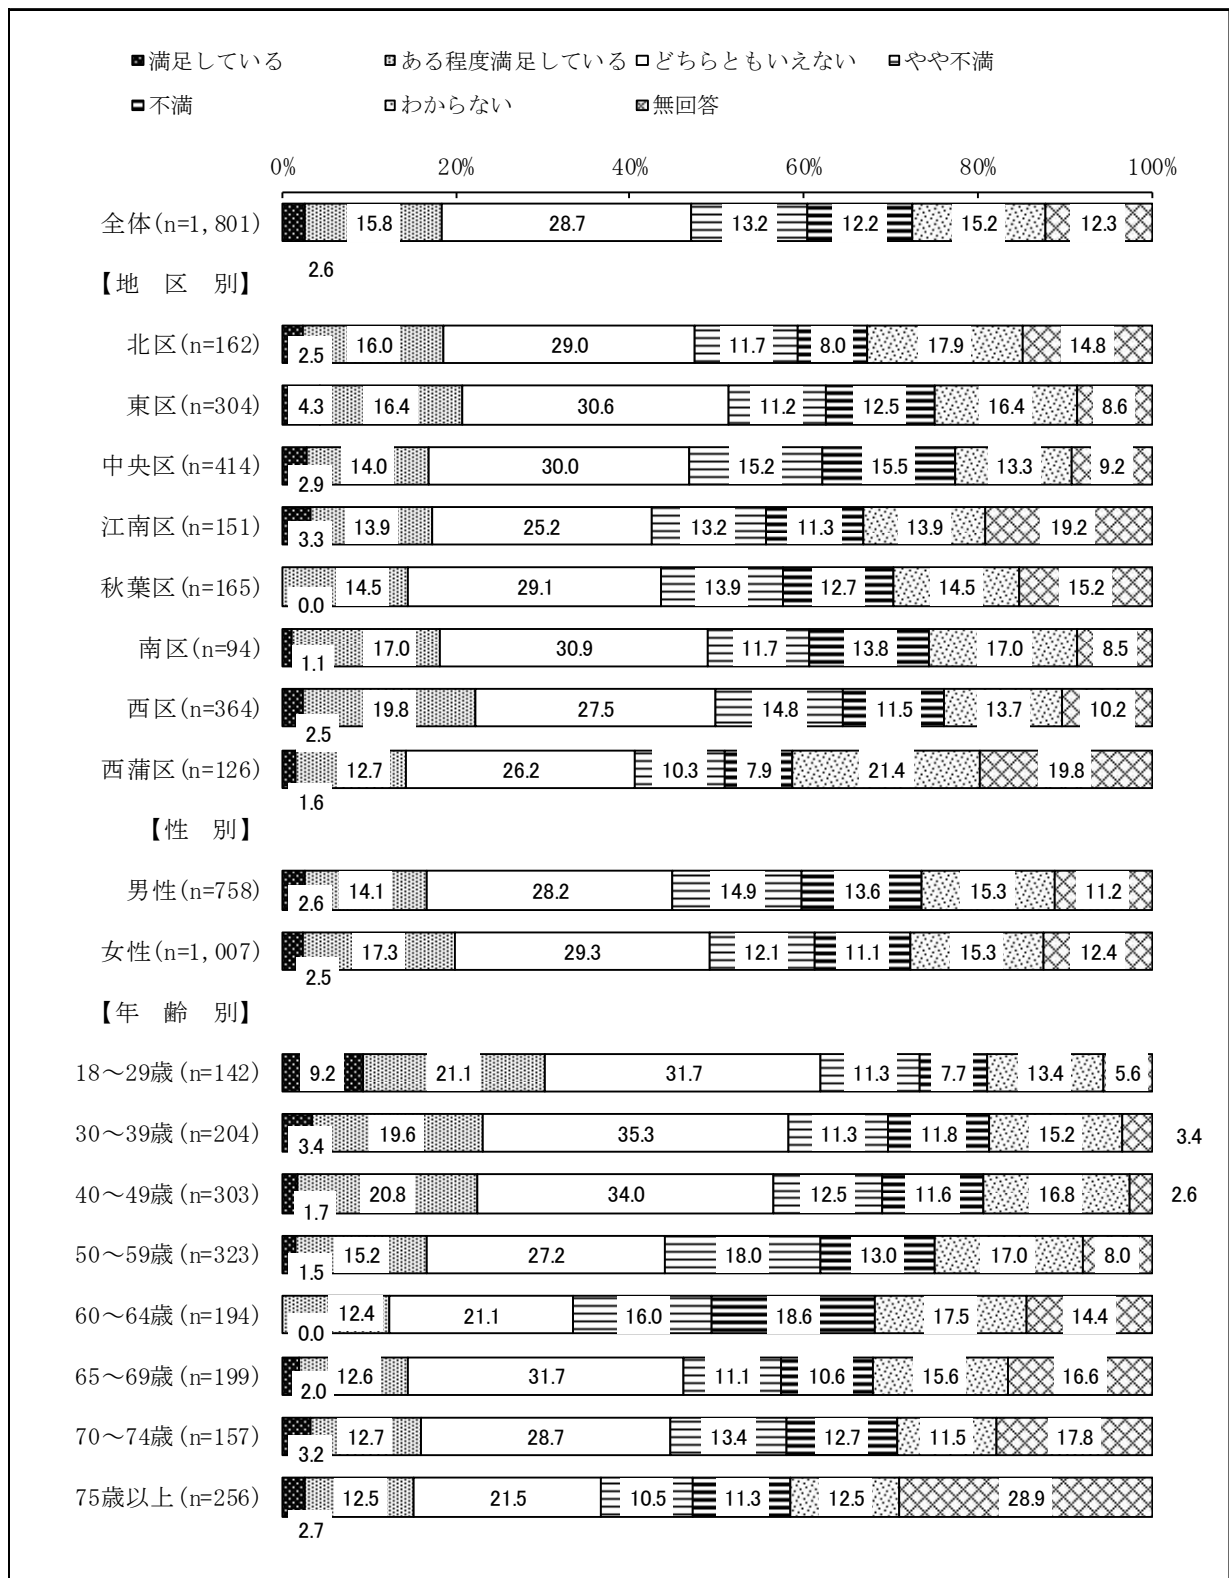 満足している ある程度満足している どちらともいえない やや不満
不満 わからない 無回答
0% 20% 40% 60% 80% 100%
全体(n=1,801) 15.8 28.7 13.2 12.2 15.2 12.3
2.6
【地 区 別】
北区(n=162) 2.5 16.0 29.0 11.7 8.0 17.9 14.8
東区(n=304) 4.3 16.4 30.6 11.2 12.5 16.4 8.6
中央区(n=414) 2.9 14.0 30.0 15.2 15.5 13.3 9.2
江南区(n=151) 3.3 13.9 25.2 13.2 11.3 13.9 19.2
秋葉区(n=165) 0.0 14.5 29.1 13.9 12.7 14.5 15.2
南区(n=94) 1.1 17.0 30.9 11.7 13.8 17.0 8.5
西区(n=364) 2.5 19.8 27.5 14.8 11.5 13.7 10.2
西蒲区(n=126) 12.7 26.2 10.3 7.9 21.4 19.8
1.6
【性 別】
男性(n=758) 2.6 14.1 28.2 14.9 13.6 15.3 11.2
女性(n=1,007) 2.5 17.3 29.3 12.1 11.1 15.3 12.4
【年 齢 別】
18～29歳(n=142) 9.2 21.1 31.7 11.3 7.7 13.4 5.6
30～39歳(n=204) 3.4 19.6 35.3 11.3 11.8 15.2 3.4
40～49歳(n=303) 1.7 20.8 34.0 12.5 11.6 16.8 2.6
50～59歳(n=323) 1.5 15.2 27.2 18.0 13.0 17.0 8.0
60～64歳(n=194) 0.0 12.4 21.1 16.0 18.6 17.5 14.4
65～69歳(n=199) 2.0 12.6 31.7 11.1 10.6 15.6 16.6
70～74歳(n=157) 3.2 12.7 28.7 13.4 12.7 11.5 17.8
75歳以上(n=256) 12.5 21.5 10.5 11.3 12.5 28.9
2.7